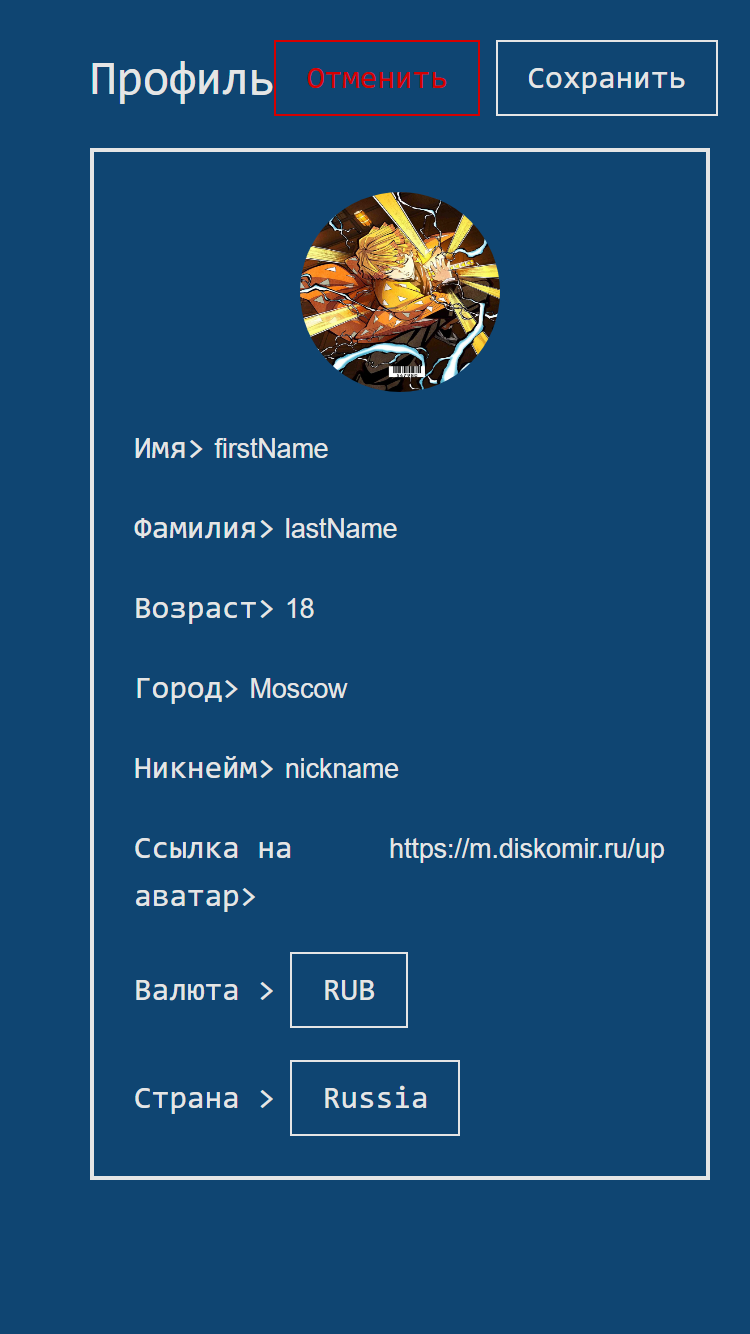 Профиль Отменить Сохранить
Имя> firstName
Фамилия> lastName
Возраст> 18
Город> Moscow
Никнейм> nickname
Ссылка на https://m.diskomir.ru/up
аватар>
Валюта > RUB
Страна > Russia